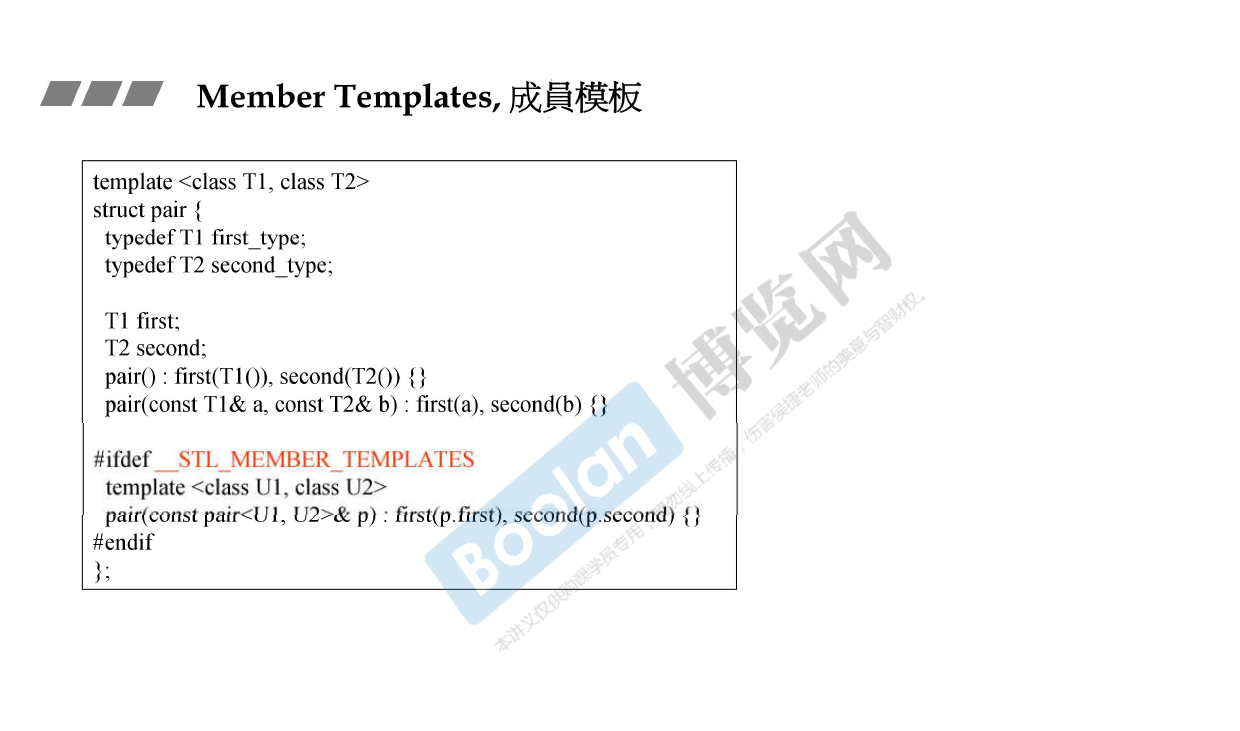 Member Templates, 成員模板
template <class T1, class T2>
struct pair {
typedef T1 first_type;
typedef T2 second_type;
T1 first;
T2 second;
pair() : first(T1()), second(T2()) {}
pair(const T1& a, const T2& b) : first(a), second(b) {}
#ifdef __STL_MEMBER_TEMPLATES
template <class U1, class U2>
pair(const pair<U1, U2>& p) : first(p.first), second(p.second) {}
#endif
};
Boolan 博览网
本讲义仅供购课学员专用，请勿线上传播，伤害侯捷老师的美意与智财权。